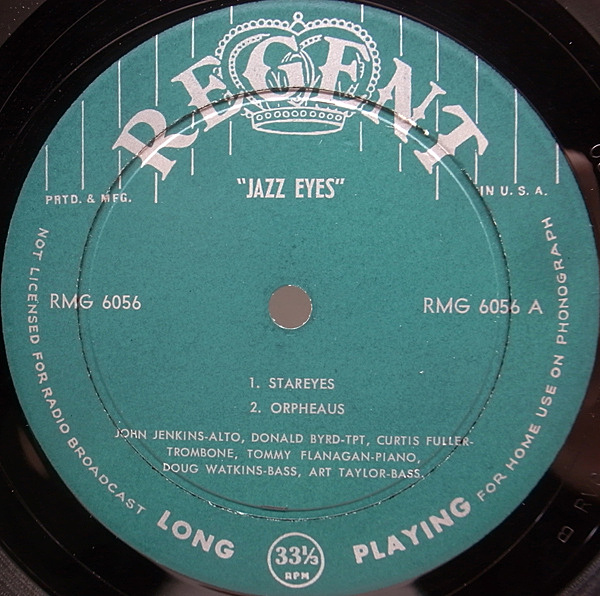 REGENT
PRTD. & MFG. IN U. S. A.
"JAZZ EYES"
RMG 6056
RMG 6056 A
1. STAREYES
2. ORPHEAUS
JOHN JENKINS-ALTO, DONALD BYRD-TPT, CURTIS FULLER-
TROMBONE, TOMMY FLANAGAN-PIANO,
DOUG WATKINS-BASS, ART TAYLOR-BASS.
NOT LICENSED FOR RADIO BROADCAST
LONG PLAYING
FOR HOME USE ON PHONOGRAPH
33⅓
RPM